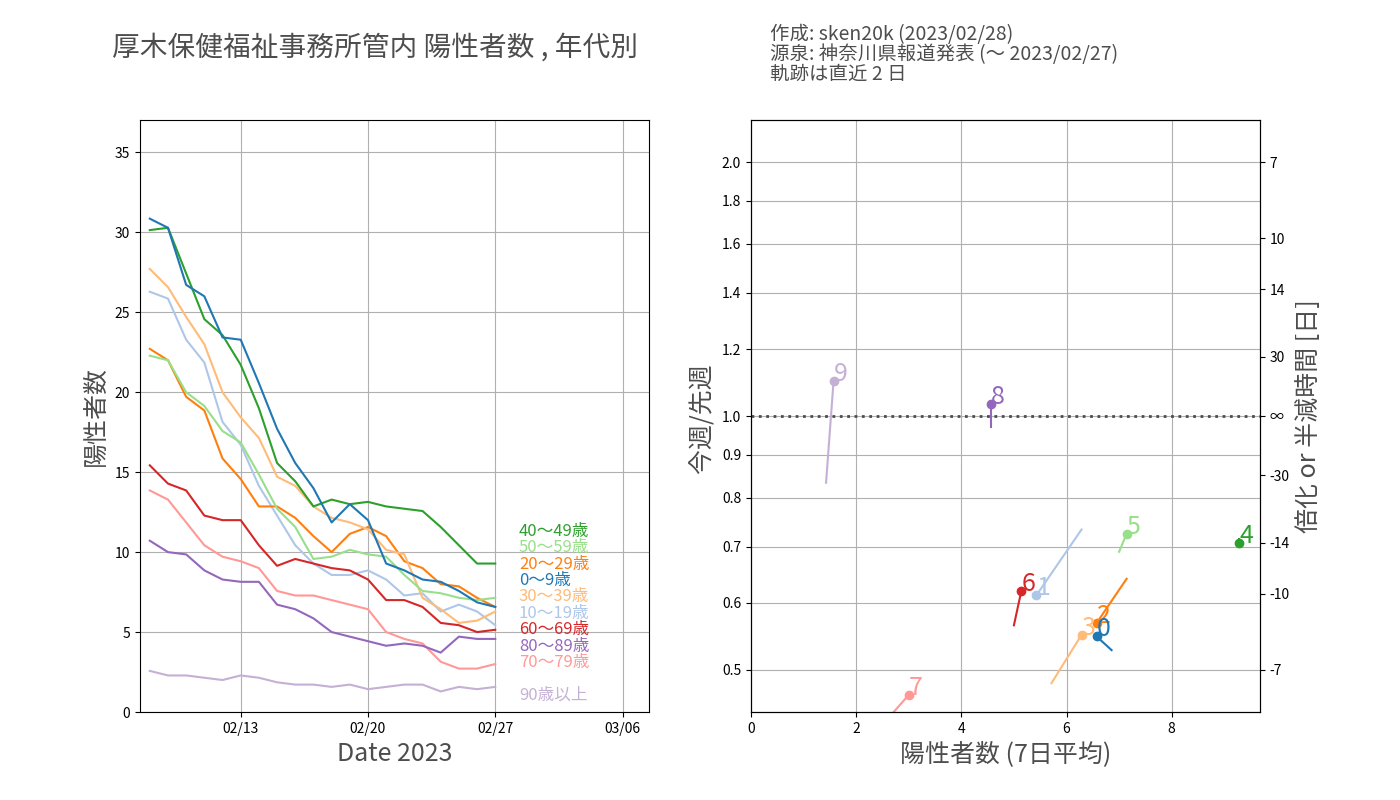 厚木保健福祉事務所管内 陽性者数 , 年代別
作成: sken20k (2023/02/28)
源泉: 神奈川県報道発表 (〜 2023/02/27)
軌跡は直近 2 日
陽性者数
35
30
25
20
15
10
5
0
02/13
02/20
02/27
03/06
Date 2023
40〜49歳
50〜59歳
20〜29歳
0〜9歳
30〜39歳
10〜19歳
60〜69歳
80〜89歳
70〜79歳
90歳以上
今週/先週
2.0
1.8
1.6
1.4
1.2
1.0
0.9
0.8
0.7
0.6
0.5
0
2
4
6
8
陽性者数 (7日平均)
7
10
14
30
∞
-30
-14
-10
-7
倍化 or 半減時間 [日]
9
8
5
4
6
1
2
3
0
7